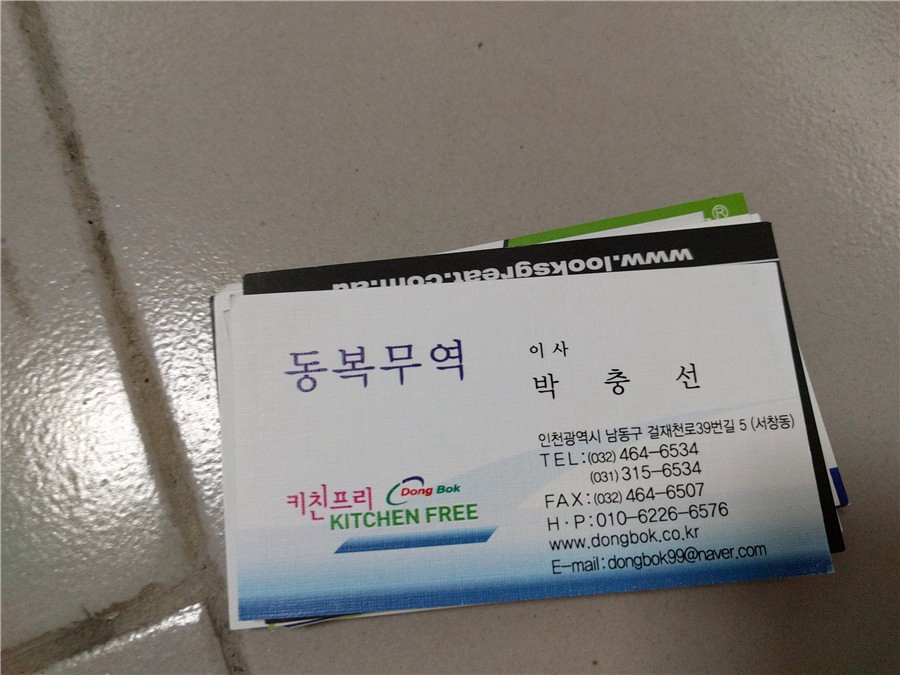 ®
www.looksgreat.com.au
동복무역
이사
박 충 선
인천광역시 남동구 걸재천로39번길 5 (서창동)
TEL:(032) 464-6534
(031) 315-6534
FAX:(032) 464-6507
H·P:010-6226-6576
www.dongbok.co.kr
E-mail:dongbok99@naver.com
키친프리 Dong Bok
KITCHEN FREE